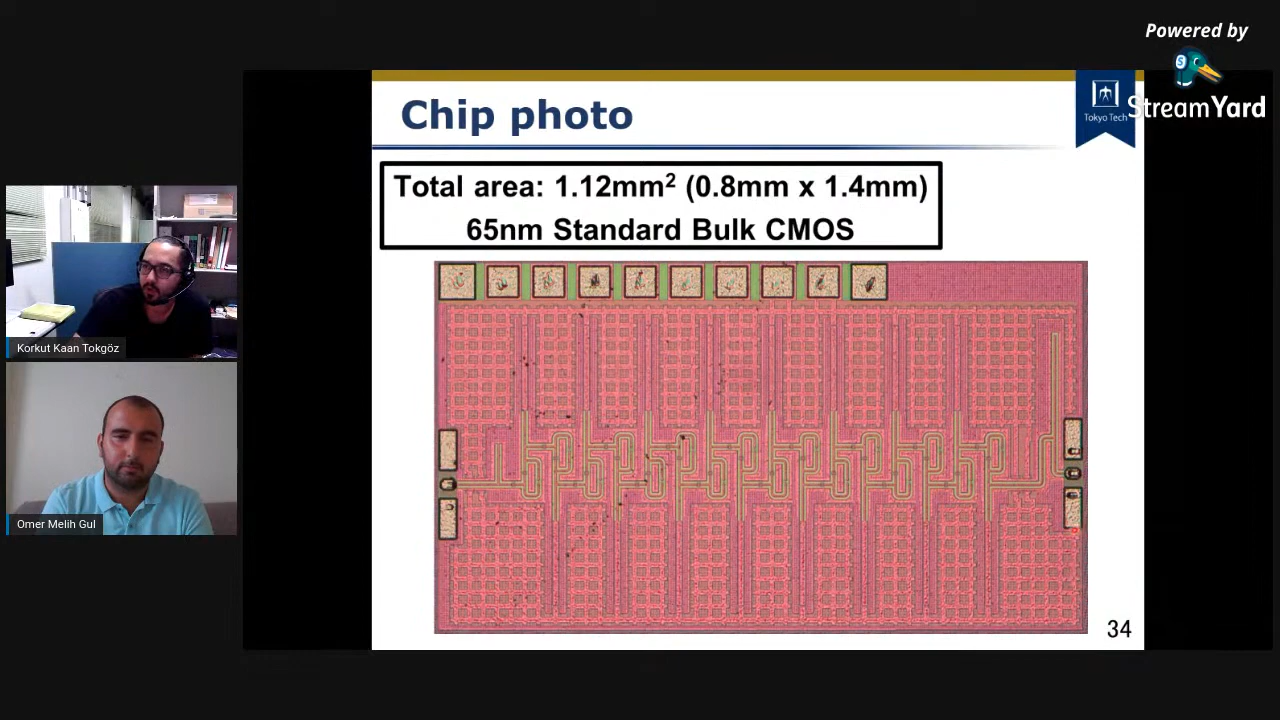 Powered by
StreamYard
Chip photo
Tokyo Tech
Total area: 1.12mm² (0.8mm x 1.4mm)
65nm Standard Bulk CMOS
Korkut Kaan Tokgöz
Omer Melih Gul
34